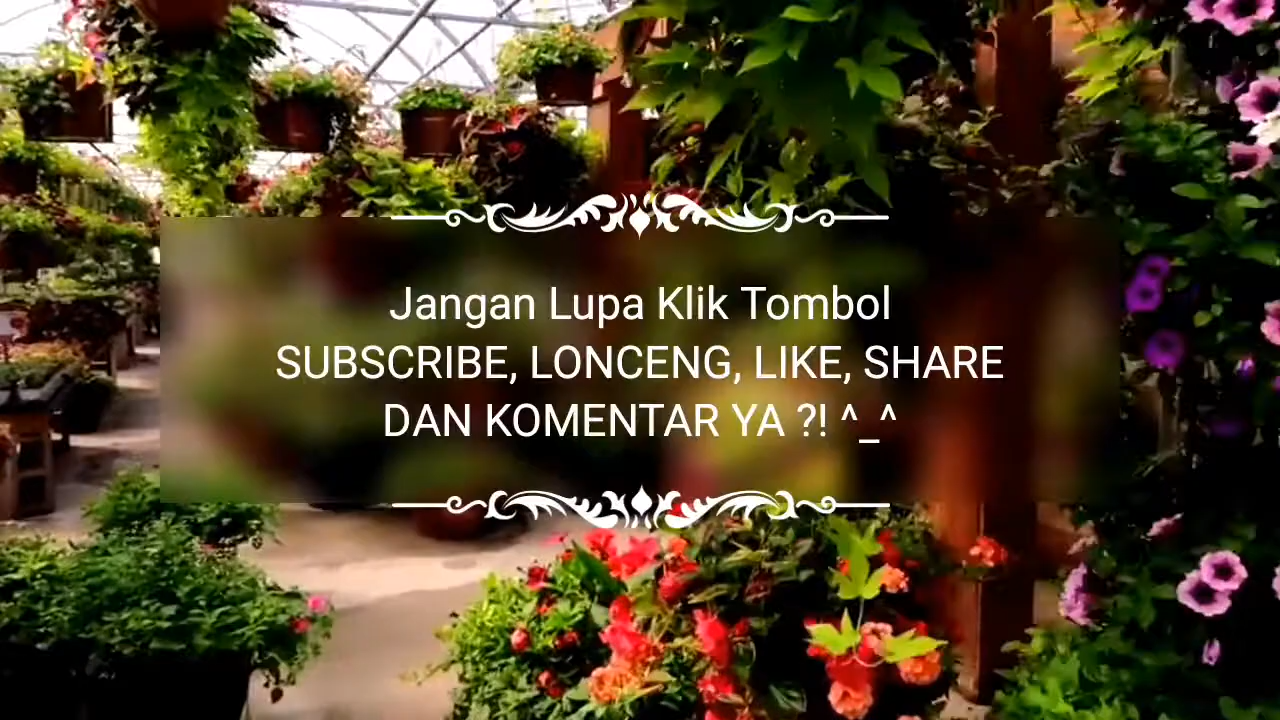 Jangan Lupa Klik Tombol
SUBSCRIBE, LONCENG, LIKE, SHARE
DAN KOMENTAR YA ?! ^_^